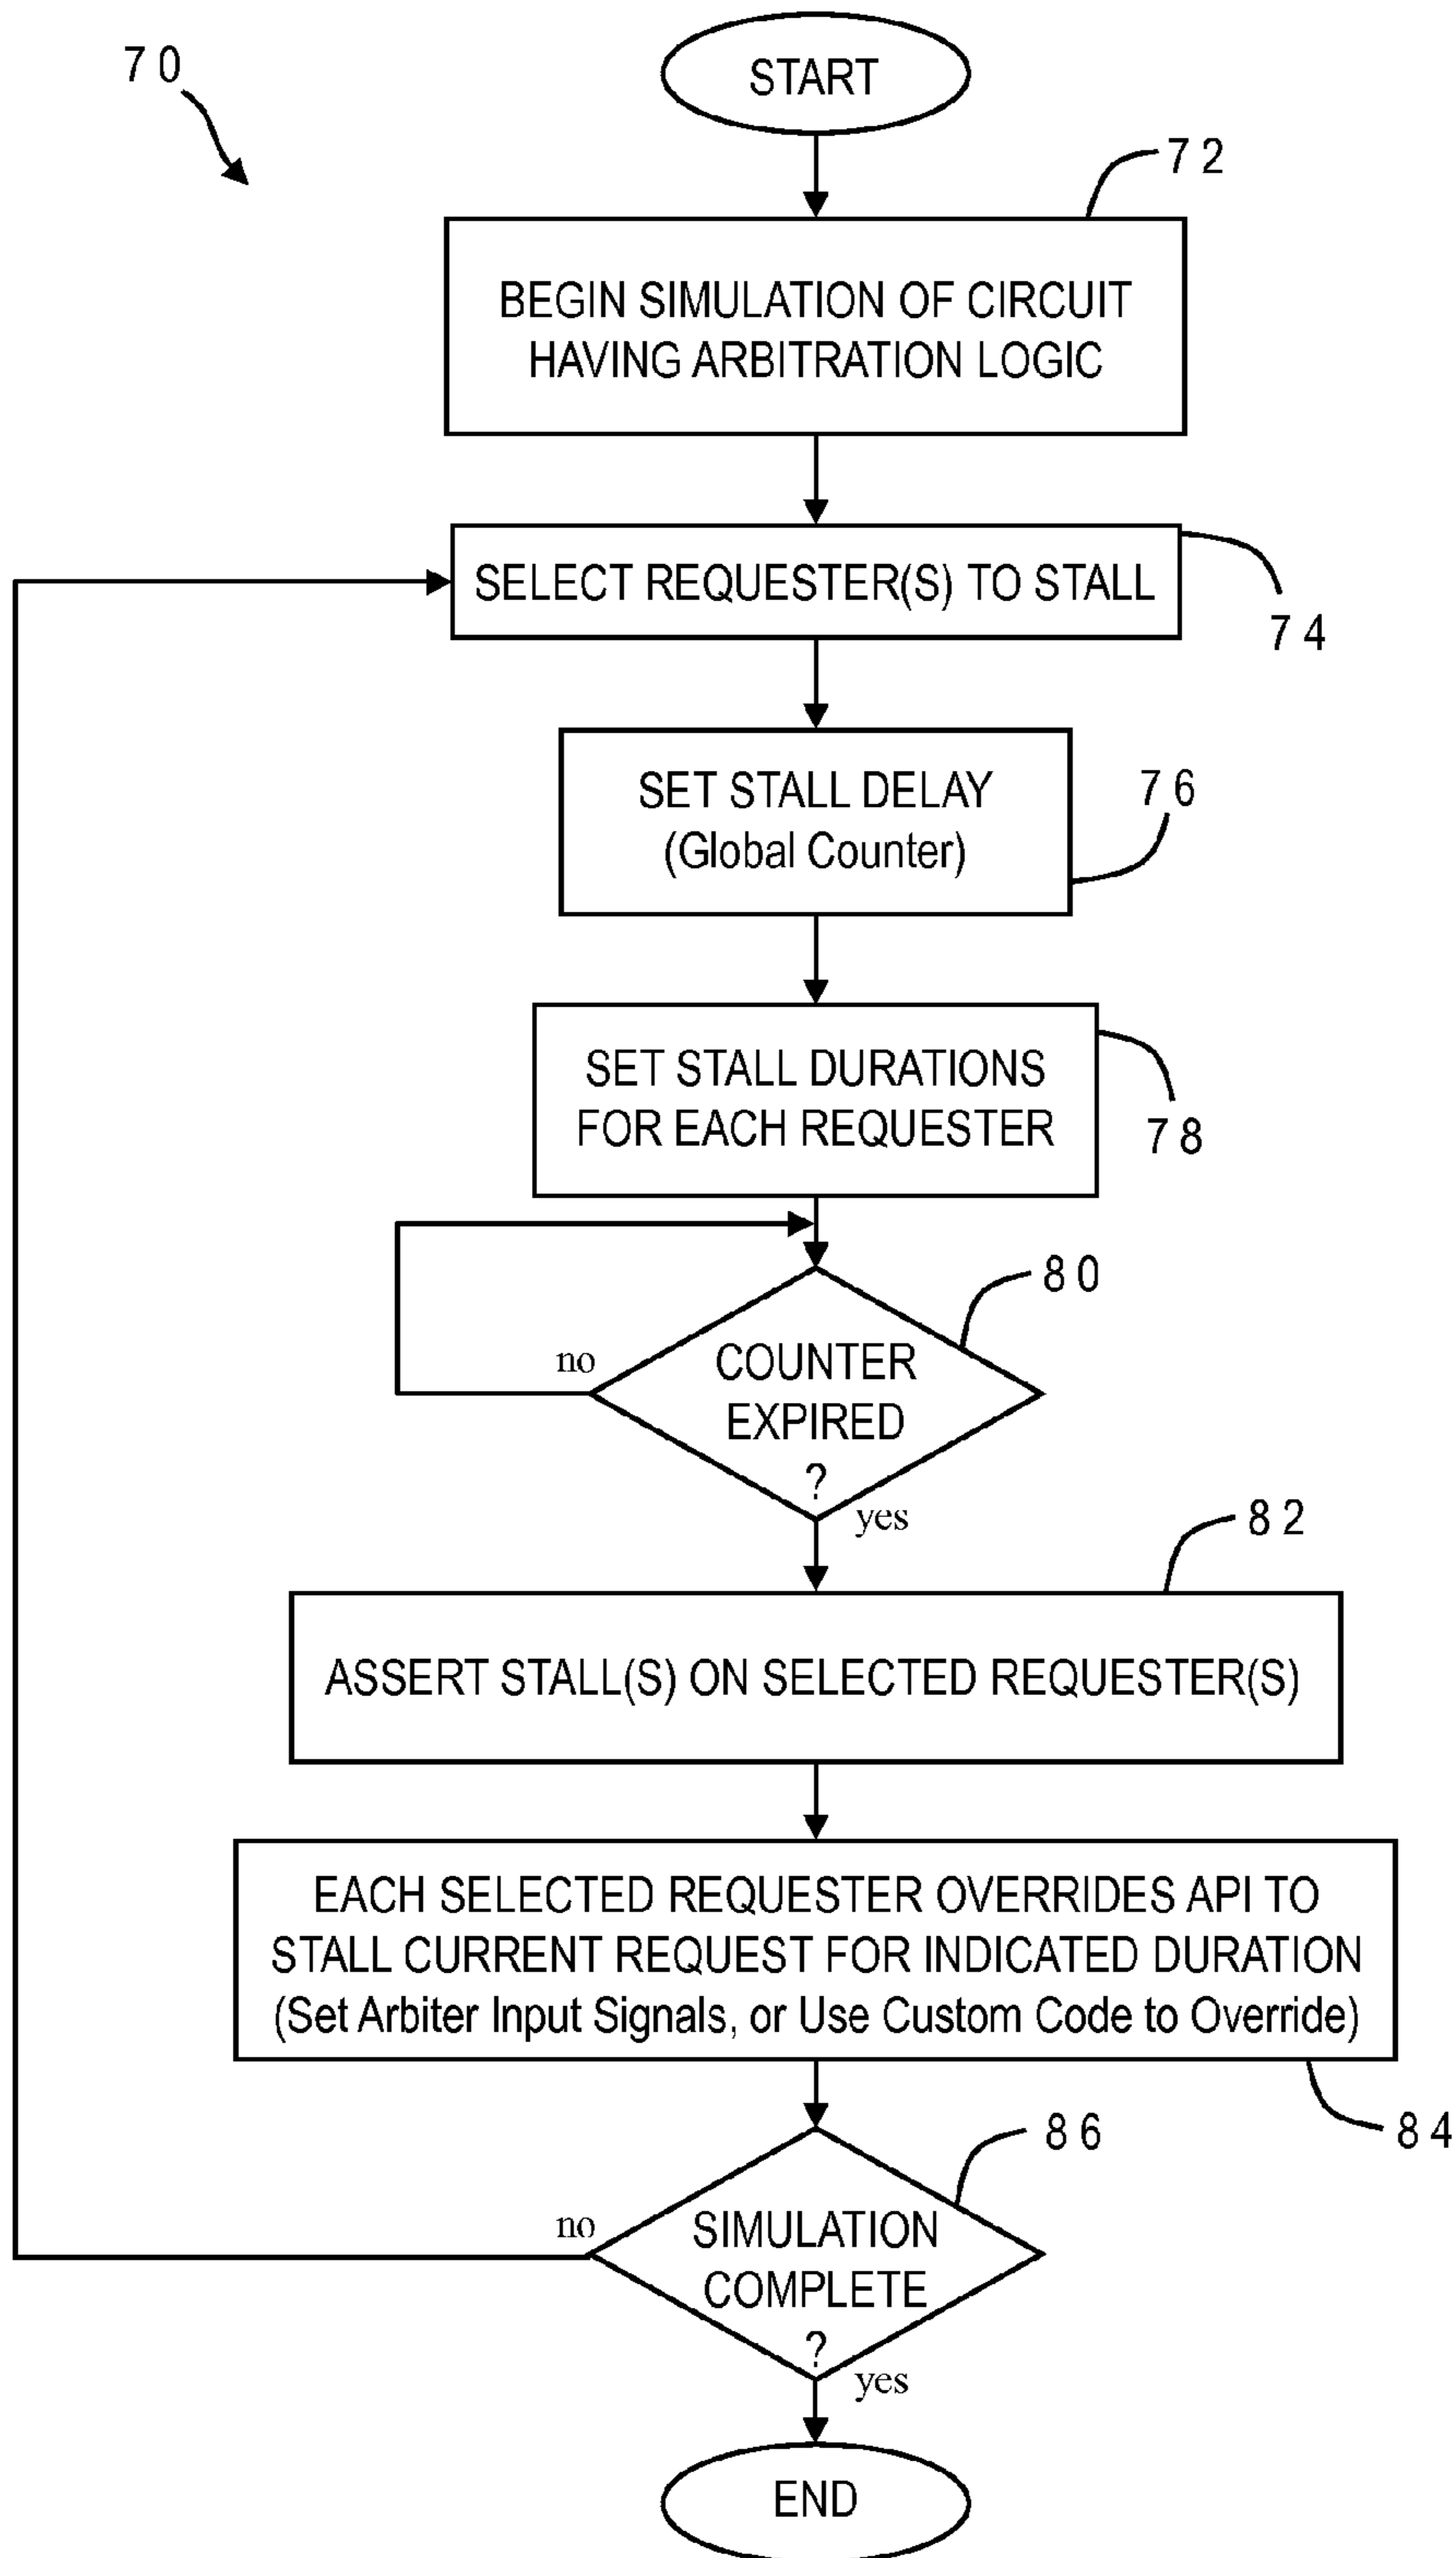 70
START
72
BEGIN SIMULATION OF CIRCUIT
HAVING ARBITRATION LOGIC
SELECT REQUESTER(S) TO STALL
74
SET STALL DELAY
(Global Counter)
76
SET STALL DURATIONS
FOR EACH REQUESTER
78
80
no
COUNTER
EXPIRED
?
yes
82
ASSERT STALL(S) ON SELECTED REQUESTER(S)
EACH SELECTED REQUESTER OVERRIDES API TO
STALL CURRENT REQUEST FOR INDICATED DURATION
(Set Arbiter Input Signals, or Use Custom Code to Override)
84
86
no
SIMULATION
COMPLETE
?
yes
END